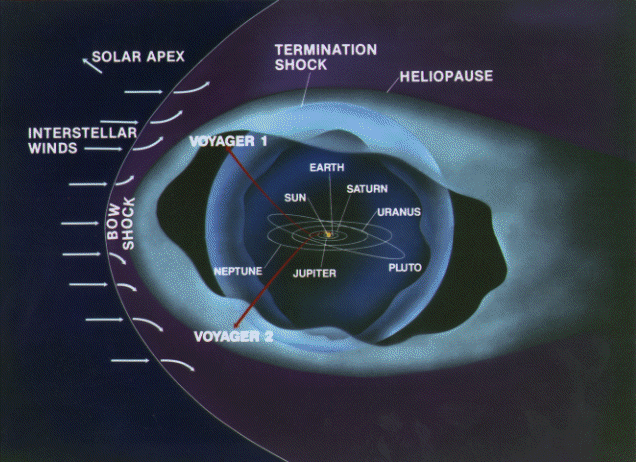 SOLAR APEX
TERMINATION
SHOCK
HELIOPAUSE
INTERSTELLAR
WINDS
VOYAGER 1
EARTH
SUN
SATURN
URANUS
BOW
SHOCK
NEPTUNE
JUPITER
PLUTO
VOYAGER 2